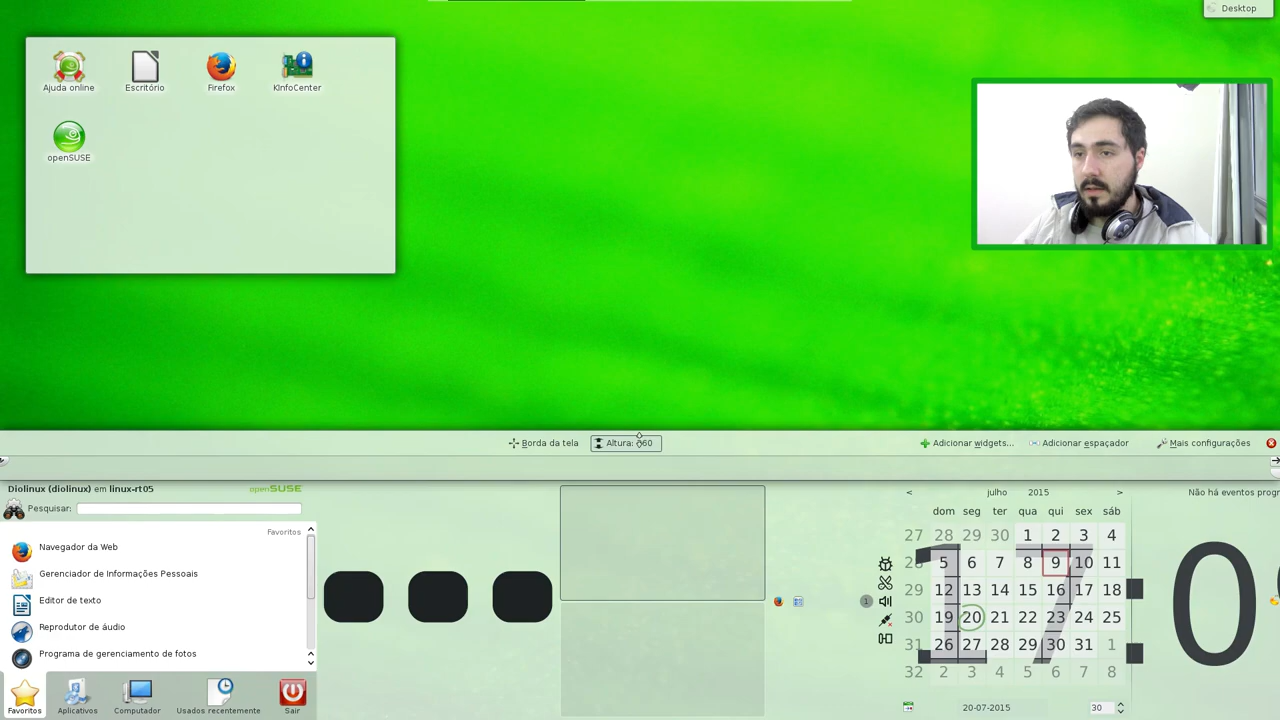 Desktop
Ajuda online
Escritório
Firefox
KInfoCenter
openSUSE
Borda da tela
Adicionar widgets...
Adicionar espaçador
Mais configurações
Diolinux (diolinux) em linux-rt05
openSUSE
Pesquisar:
Favoritos
Navegador da Web
Gerenciador de Informações Pessoais
Editor de texto
Reprodutor de áudio
Programa de gerenciamento de fotos
Favoritos
Aplicativos
Computador
Usados recentemente
Sair
1
< julho 2015 >
dom seg ter qua qui sex sáb
27 28 29 30 1 2 3 4
28 5 6 7 8 9 10 11
29 12 13 14 15 16 17 18
30 19 20 21 22 23 24 25
31 26 27 28 29 30 31 1
32 2 3 4 5 6 7 8
20-07-2015
30
17:0
Não há eventos